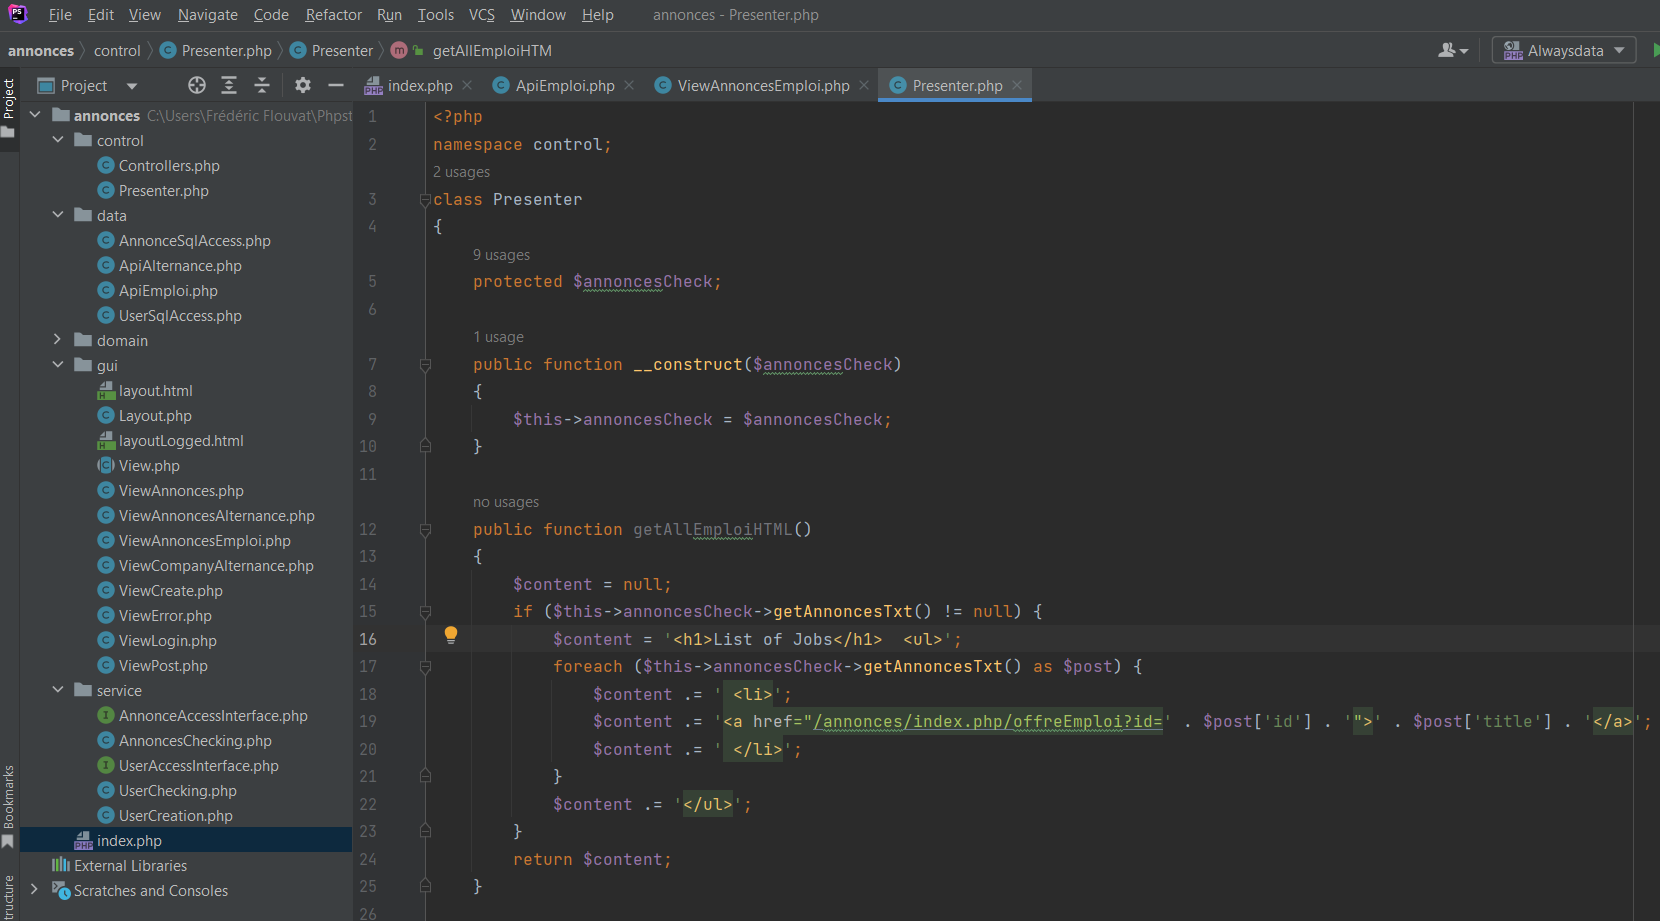 PS File Edit View Navigate Code Refactor Run Tools VCS Window Help annonces - Presenter.php
annonces control Presenter.php Presenter m getAllEmploiHTM Alwaysdata
Project index.php ApiEmploi.php ViewAnnoncesEmploi.php Presenter.php
Project
Bookmarks
ructure
annonces C:\Users\Frédéric Flouvat\Phpst
control
Controllers.php
Presenter.php
data
AnnonceSqlAccess.php
ApiAlternance.php
ApiEmploi.php
UserSqlAccess.php
domain
gui
layout.html
Layout.php
layoutLogged.html
View.php
ViewAnnonces.php
ViewAnnoncesAlternance.php
ViewAnnoncesEmploi.php
ViewCompanyAlternance.php
ViewCreate.php
ViewError.php
ViewLogin.php
ViewPost.php
service
AnnonceAccessInterface.php
AnnoncesChecking.php
UserAccessInterface.php
UserChecking.php
UserCreation.php
index.php
External Libraries
Scratches and Consoles
1 <?php
2 namespace control;
2 usages
3 class Presenter
4 {
9 usages
5 protected $annoncesCheck;
6
1 usage
7 public function __construct($annoncesCheck)
8 {
9 $this->annoncesCheck = $annoncesCheck;
10 }
11
no usages
12 public function getAllEmploiHTML()
13 {
14 $content = null;
15 if ($this->annoncesCheck->getAnnoncesTxt() != null) {
16 $content = '<h1>List of Jobs</h1>  <ul>';
17 foreach ($this->annoncesCheck->getAnnoncesTxt() as $post) {
18 $content .= ' <li>';
19 $content .= '<a href="/annonces/index.php/offreEmploi?id=' . $post['id'] . '">' . $post['title'] . '</a>';
20 $content .= ' </li>';
21 }
22 $content .= '</ul>';
23 }
24 return $content;
25 }
26